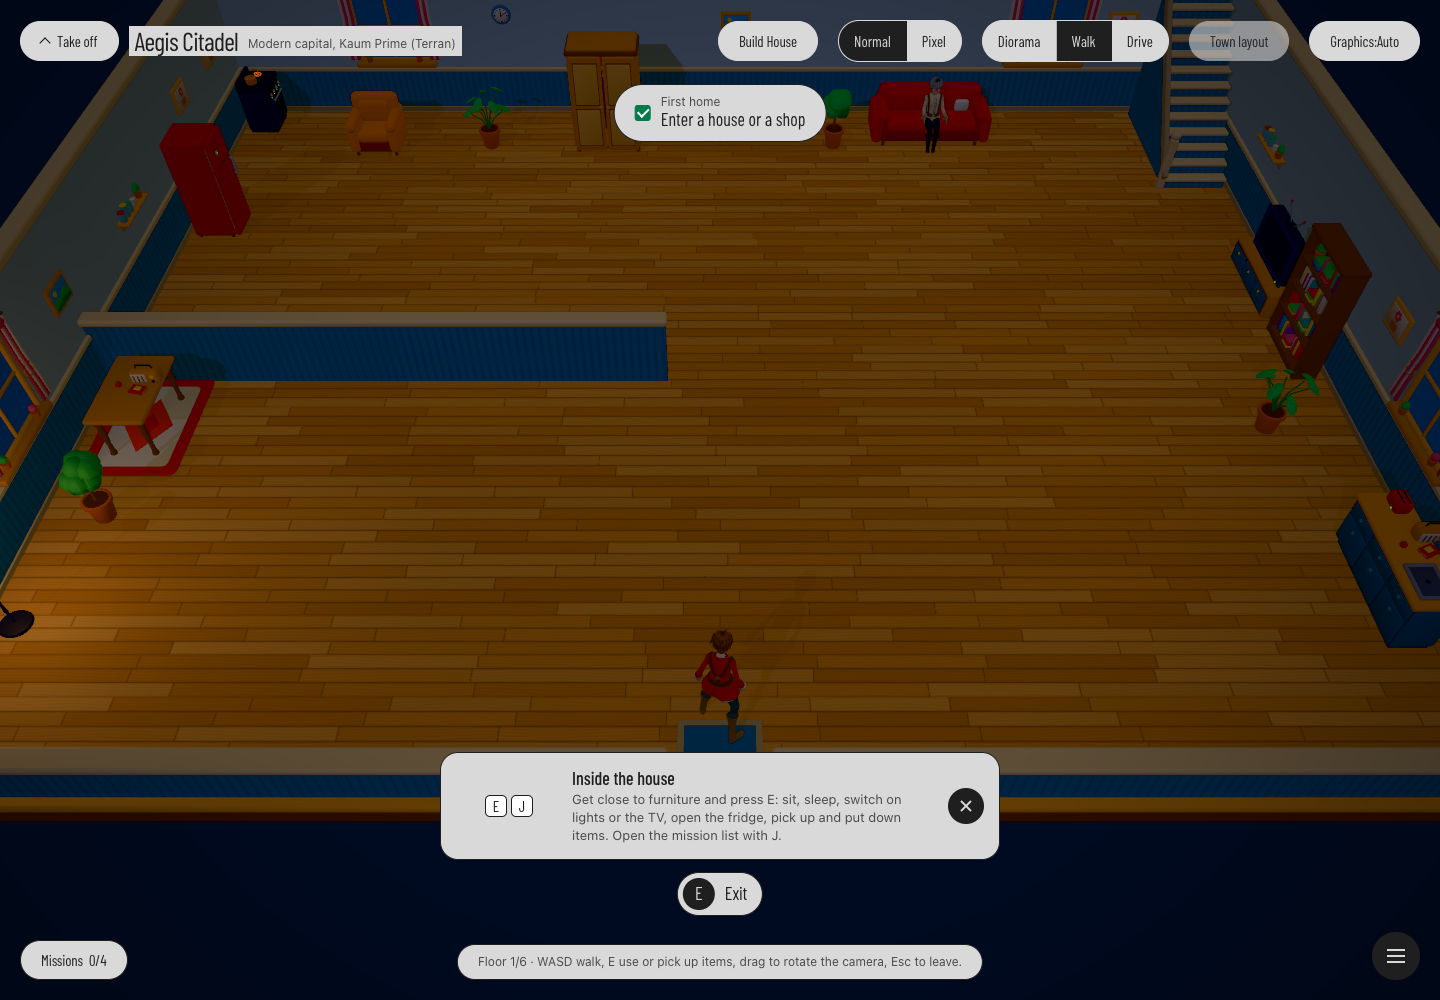 Take off
Aegis Citadel Modern capital, Kaum Prime (Terran)
Build House
Normal Pixel
Diorama Walk Drive
Town layout
Graphics:Auto
First home
Enter a house or a shop
E J
Inside the house
Get close to furniture and press E: sit, sleep, switch on
lights or the TV, open the fridge, pick up and put down
items. Open the mission list with J.
E Exit
Missions 0/4
Floor 1/6 · WASD walk, E use or pick up items, drag to rotate the camera, Esc to leave.